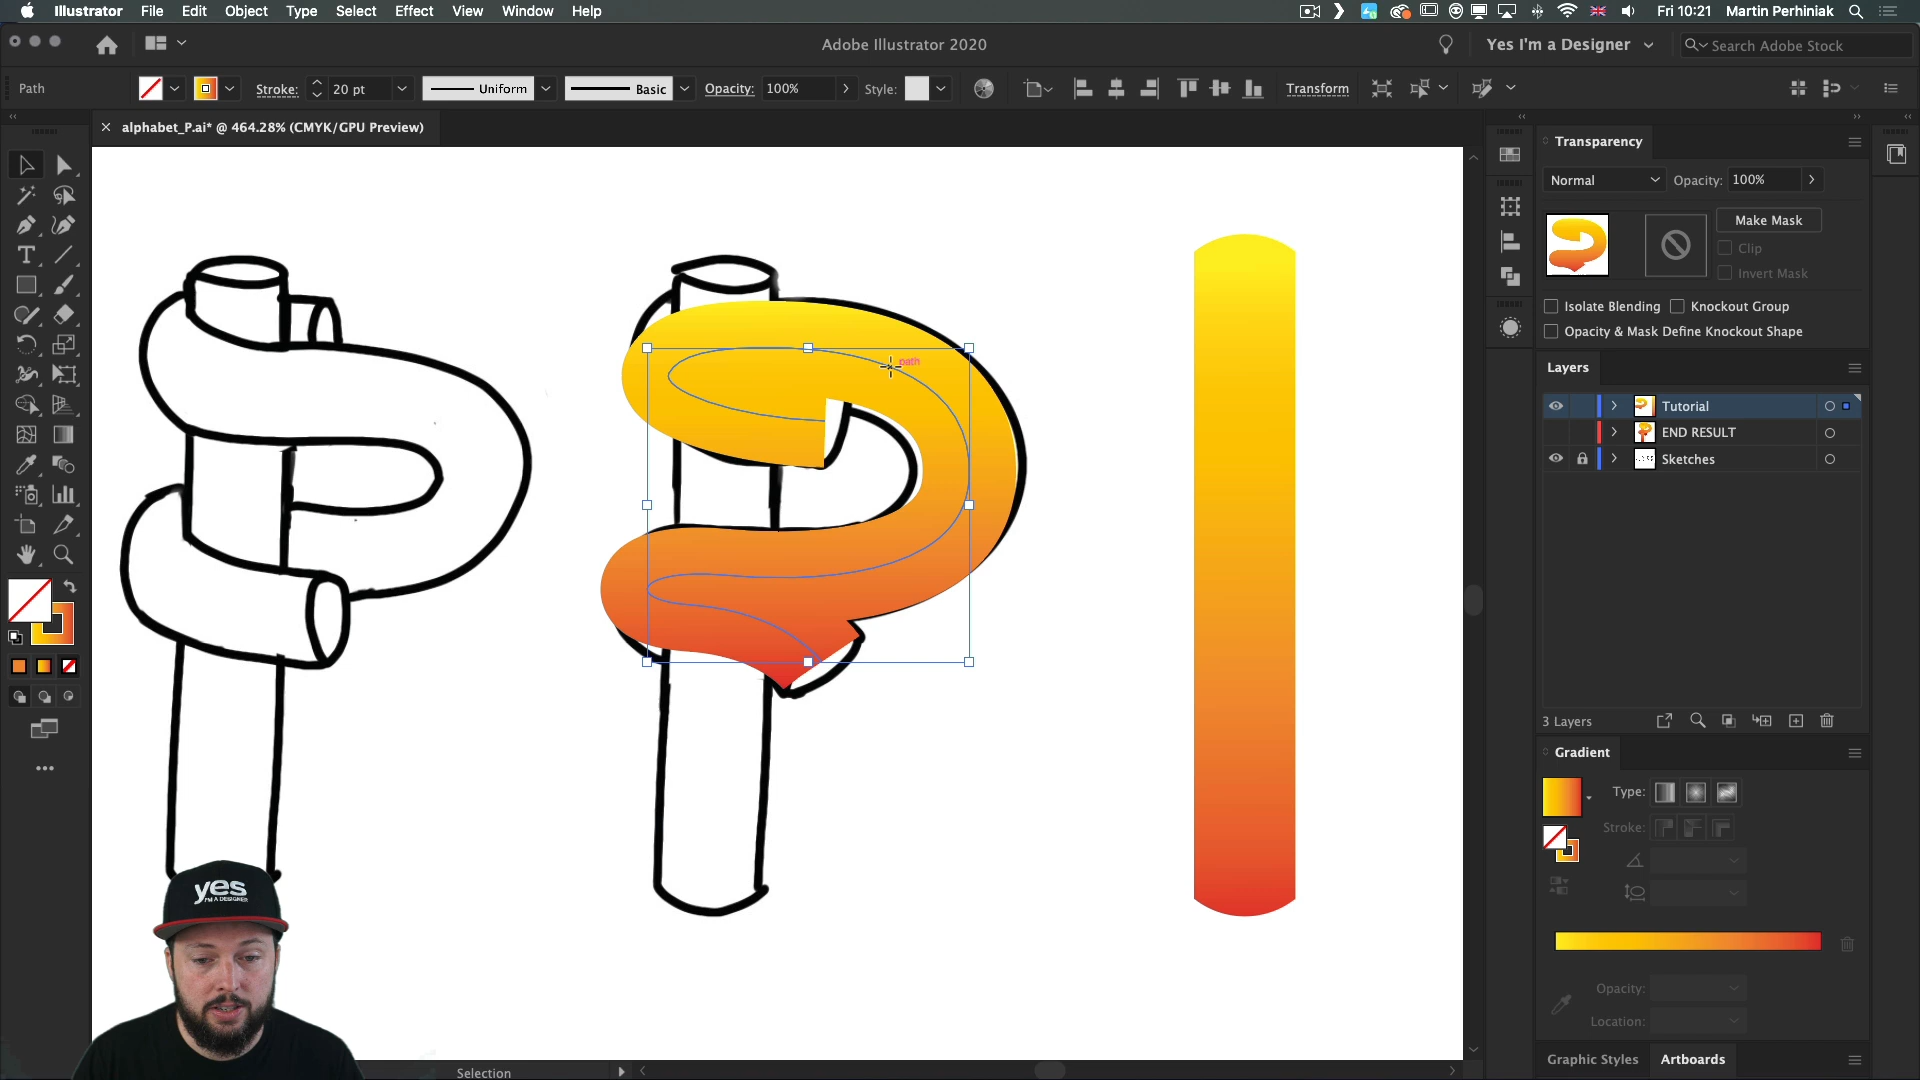 Illustrator File Edit Object Type Select Effect View Window Help
Fri 10:21 Martin Perhiniak
Adobe Illustrator 2020
Yes I'm a Designer
Search Adobe Stock
Path
Stroke: 20 pt
Uniform
Basic
Opacity: 100%
Style:
Transform
× alphabet_P.ai* @ 464.28% (CMYK/GPU Preview)
Transparency
Normal
Opacity: 100%
Make Mask
Clip
Invert Mask
Isolate Blending
Knockout Group
Opacity & Mask Define Knockout Shape
path
Layers
Tutorial
END RESULT
Sketches
3 Layers
Gradient
Type:
Stroke:
Opacity:
Location:
Graphic Styles
Artboards
yes
I'M A DESIGNER
Selection